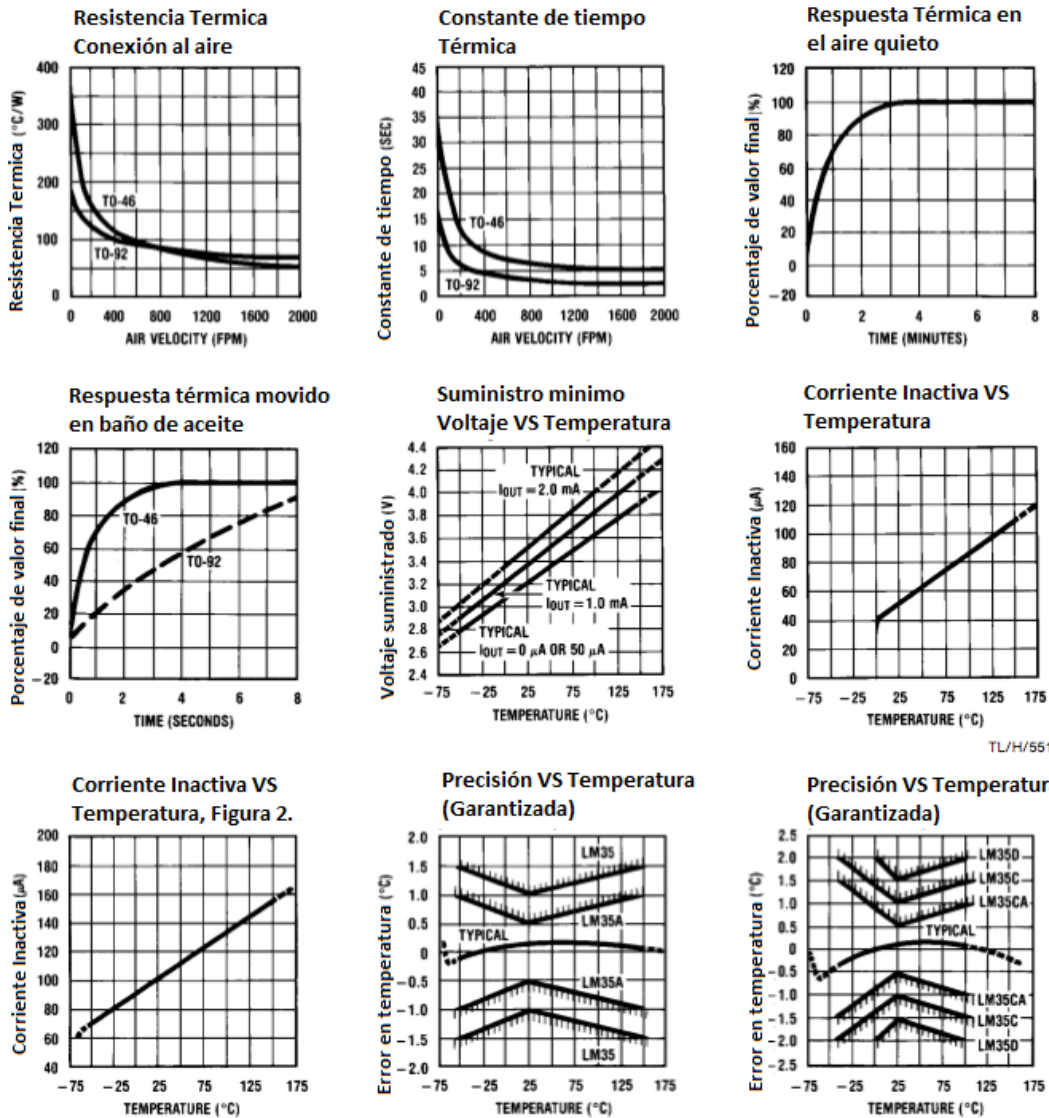 Resistencia Termica
Conexión al aire
Resistencia Termica (°C/W)
400
300
200
100
0
TO-46
TO-92
0 400 800 1200 1600 2000
AIR VELOCITY (FPM)
Constante de tiempo
Térmica
Constante de tiempo (SEC)
45
40
35
30
25
20
15
10
5
0
TO-46
TO-92
0 400 800 1200 1600 2000
AIR VELOCITY (FPM)
Respuesta Térmica en
el aire quieto
Porcentaje de valor final (%)
120
100
80
60
40
20
0
-20
0 2 4 6 8
TIME (MINUTES)
Respuesta térmica movido
en baño de aceite
Porcentaje de valor final (%)
120
100
80
60
40
20
0
-20
TO-46
TO-92
0 2 4 6 8
TIME (SECONDS)
Suministro minimo
Voltaje VS Temperatura
Voltaje suministrado (V)
4.4
4.2
4.0
3.8
3.6
3.4
3.2
3.0
2.8
2.6
2.4
TYPICAL
IOUT = 2.0 mA
TYPICAL
IOUT = 1.0 mA
TYPICAL
IOUT = 0 µA OR 50 µA
-75 -25 25 75 125 175
TEMPERATURE (°C)
Corriente Inactiva VS
Temperatura
Corriente Inactiva (µA)
160
140
120
100
80
60
40
20
0
-75 -25 25 75 125 175
TEMPERATURE (°C)
TL/H/551
Corriente Inactiva VS
Temperatura, Figura 2.
Corriente Inactiva (µA)
200
180
160
140
120
100
80
60
40
-75 -25 25 75 125 175
TEMPERATURE (°C)
Precisión VS Temperatura
(Garantizada)
Error en temperatura (°C)
2.0
1.5
1.0
0.5
0
-0.5
-1.0
-1.5
-2.0
LM35
LM35A
TYPICAL
LM35A
LM35
-75 -25 25 75 125 175
TEMPERATURE (°C)
Precisión VS Temperatur
(Garantizada)
Error en temperatura (°C)
2.5
2.0
1.5
1.0
0.5
0
-0.5
-1.0
-1.5
-2.0
-2.5
LM35D
LM35C
LM35CA
TYPICAL
LM35CA
LM35C
LM35D
-75 -25 25 75 125 175
TEMPERATURE (°C)